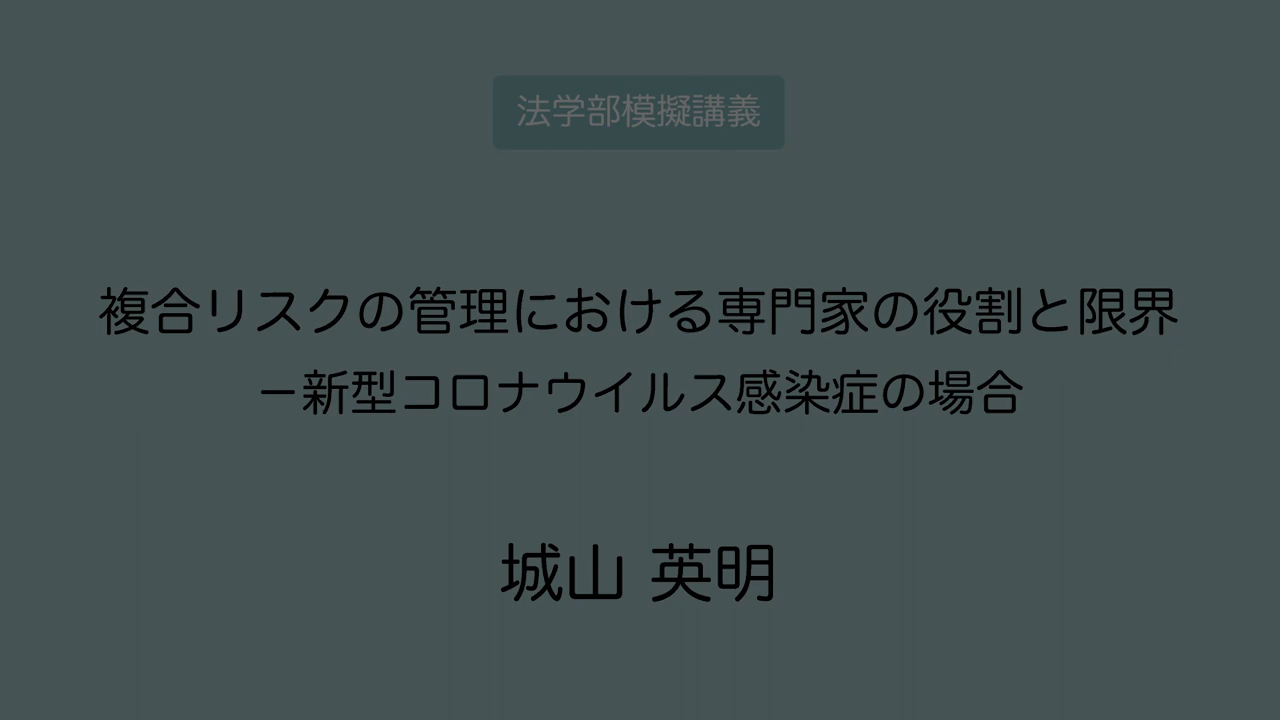 法学部模擬講義
複合リスクの管理における専門家の役割と限界
－新型コロナウイルス感染症の場合
城山 英明